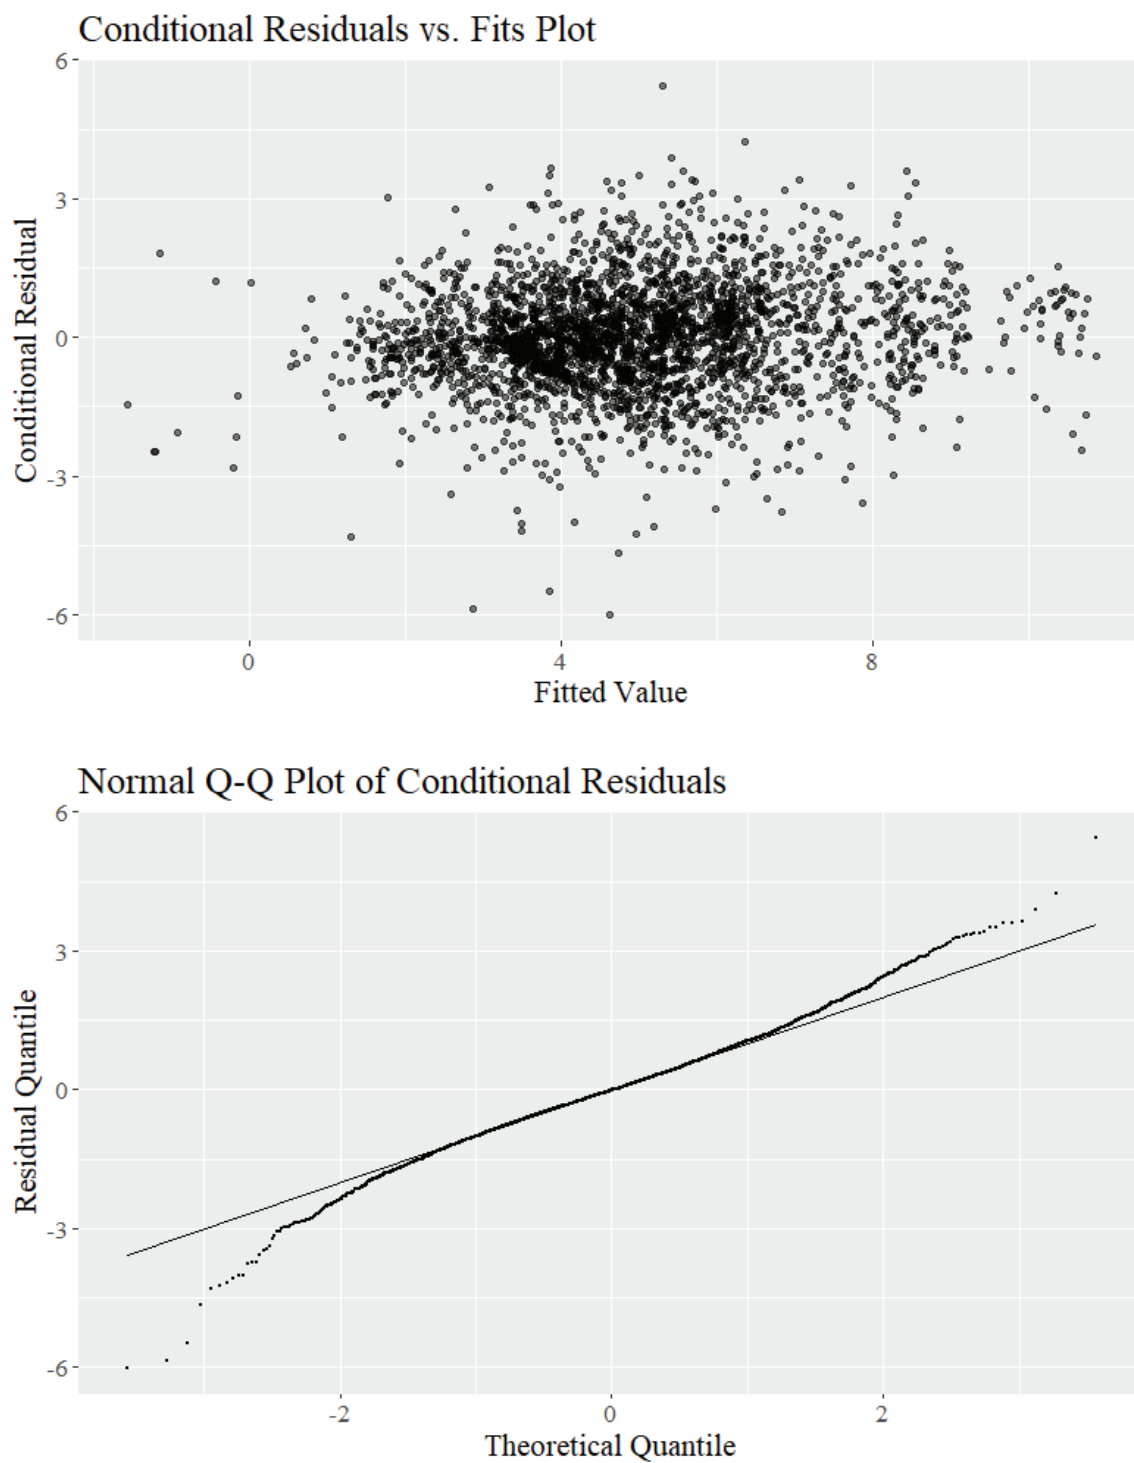 Conditional Residuals vs. Fits Plot
6
3
0
-3
-6
Conditional Residual
0 4 8
Fitted Value
Normal Q-Q Plot of Conditional Residuals
6
3
0
-3
-6
Residual Quantile
-2 0 2
Theoretical Quantile